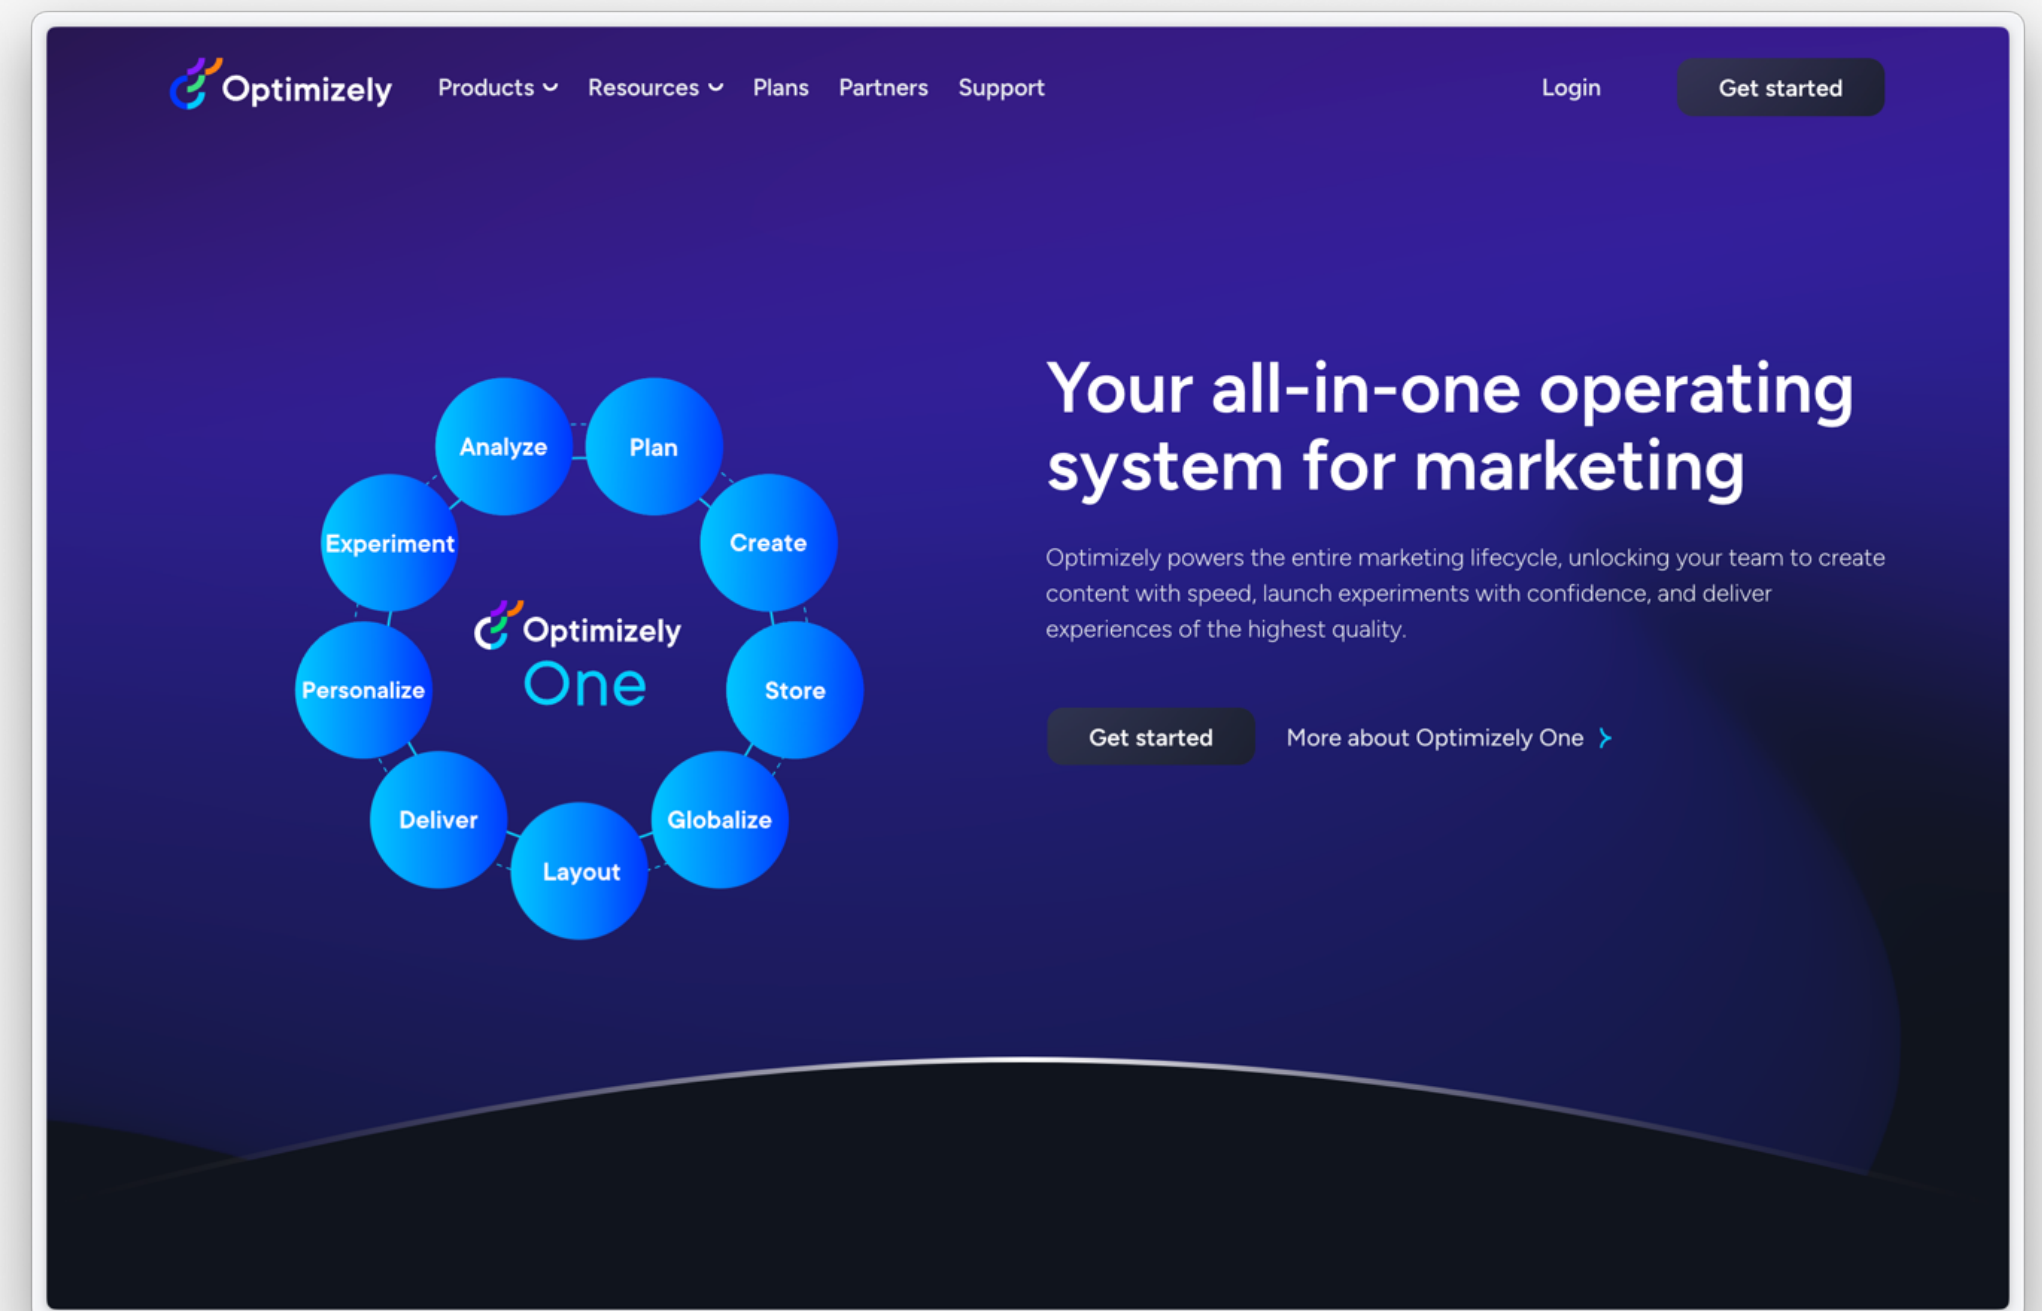 Optimizely
Products
Resources
Plans
Partners
Support
Login
Get started
Analyze
Plan
Experiment
Create
Optimizely
One
Personalize
Store
Deliver
Globalize
Layout
Your all-in-one operating
system for marketing
Optimizely powers the entire marketing lifecycle, unlocking your team to create
content with speed, launch experiments with confidence, and deliver
experiences of the highest quality.
Get started
More about Optimizely One